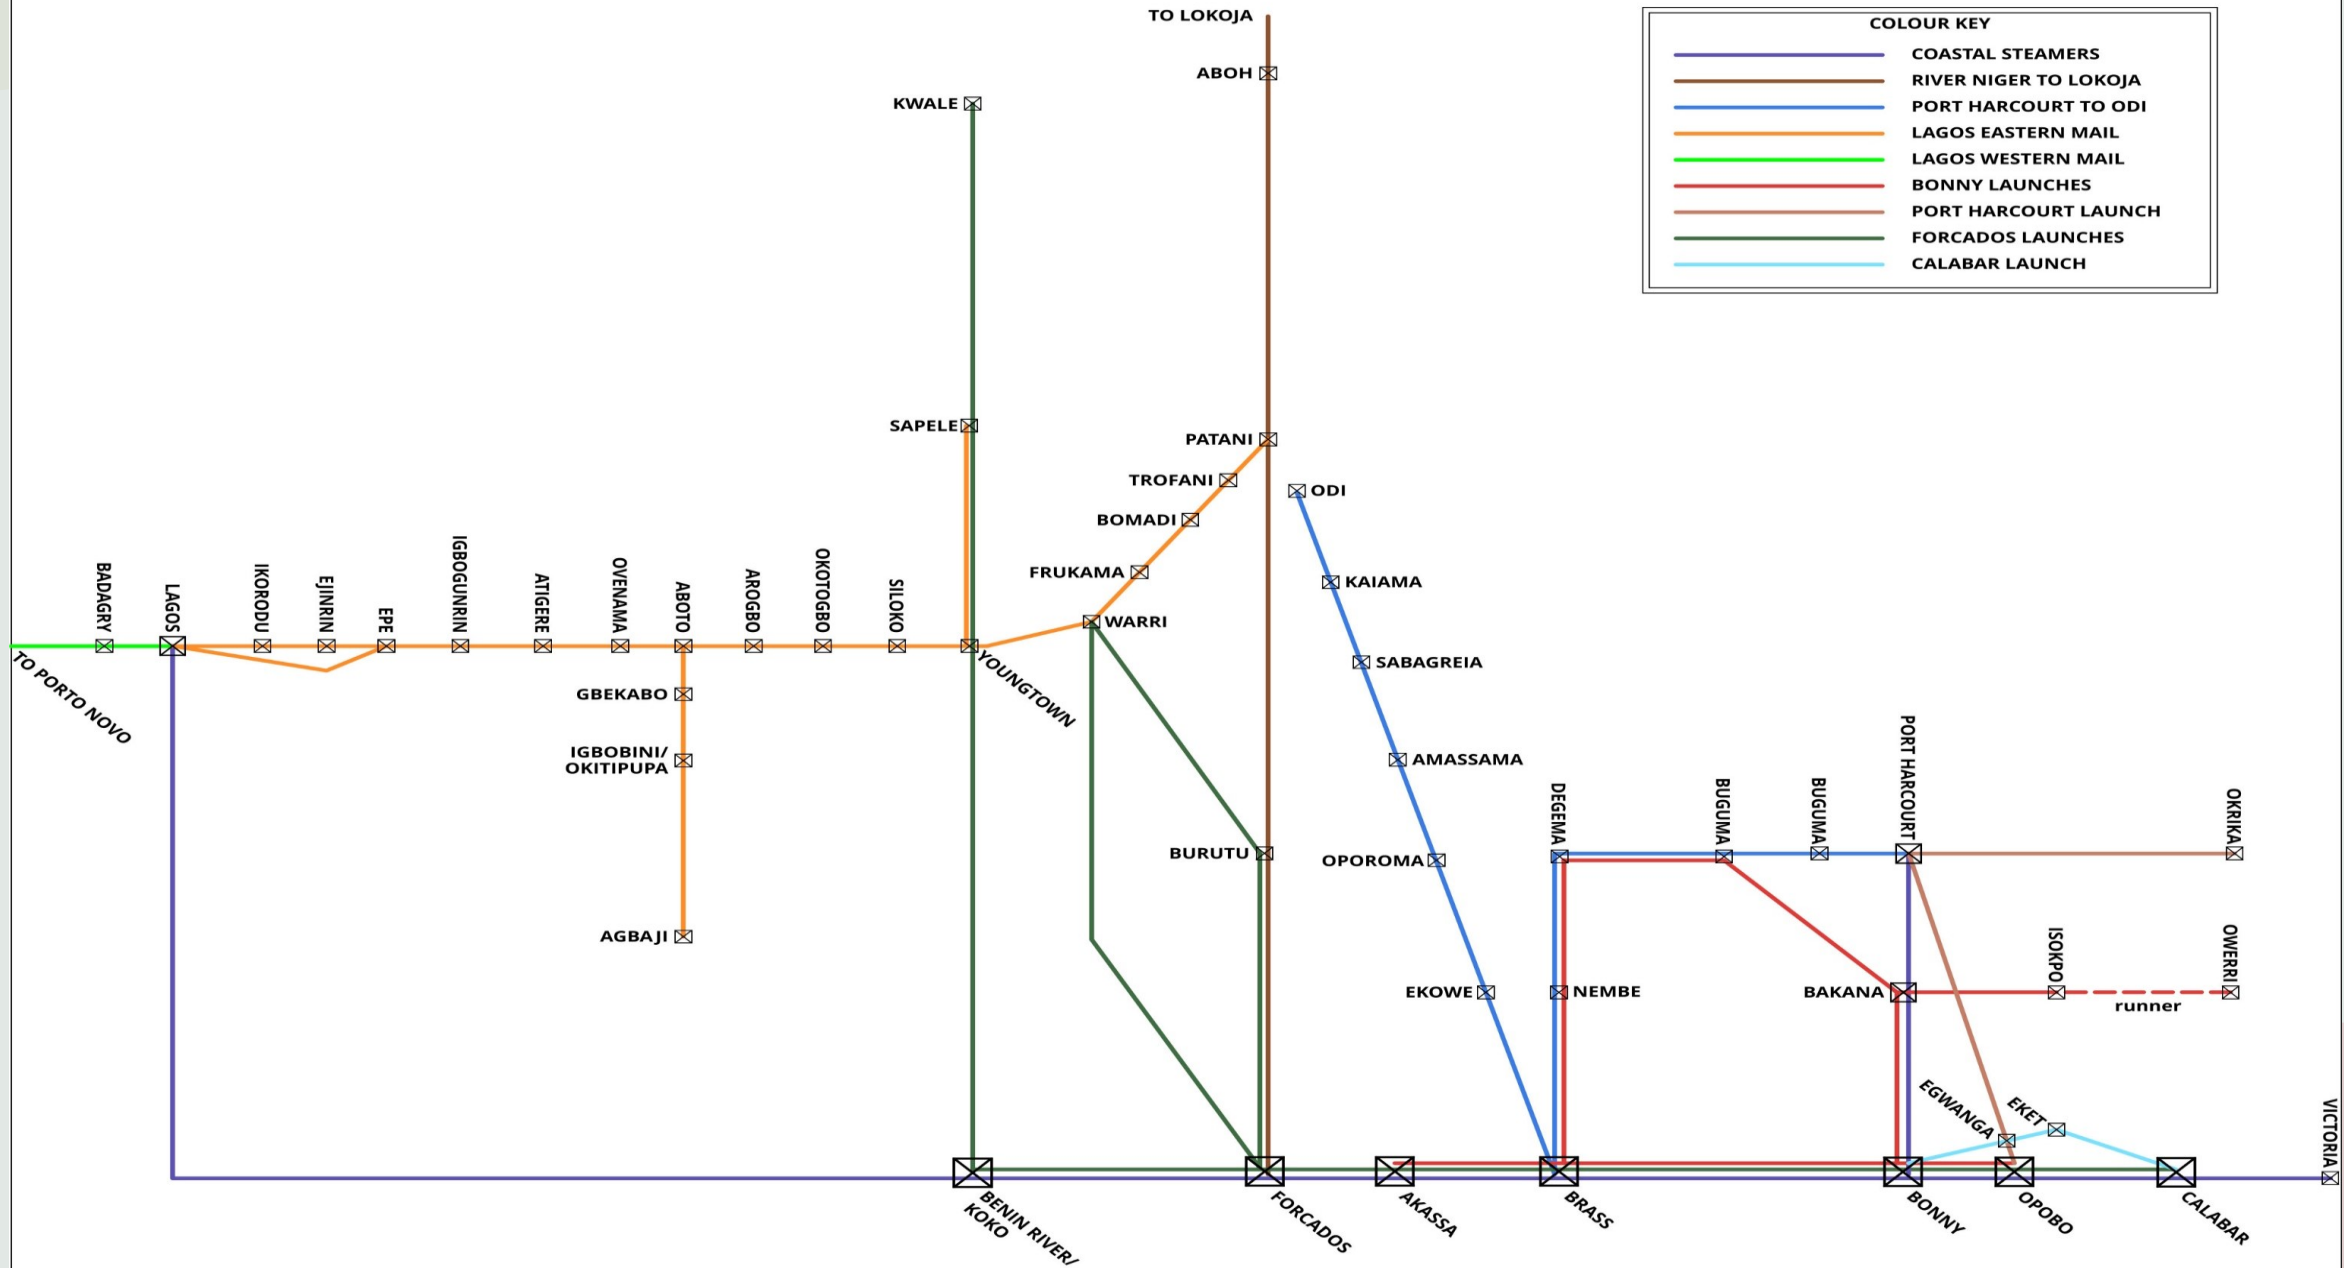 TO LOKOJA
COLOUR KEY
COASTAL STEAMERS
RIVER NIGER TO LOKOJA
PORT HARCOURT TO ODI
LAGOS EASTERN MAIL
LAGOS WESTERN MAIL
BONNY LAUNCHES
PORT HARCOURT LAUNCH
FORCADOS LAUNCHES
CALABAR LAUNCH
ABOH
KWALE
SAPELE
PATANI
TROFANI
ODI
BOMADI
FRUKAMA
KAIAMA
WARRI
BADAGRY
LAGOS
IKORODU
EJINRIN
EPE
IGBOGUNRIN
ATIGERE
OVENAMA
ABOTO
AROGBO
OKOTOGBO
SILOKO
YOUNGTOWN
TO PORTO NOVO
SABAGREIA
GBEKABO
IGBOBINI/
OKITIPUPA
AMASSAMA
DEGEMA
BUGUMA
BUGUMA
PORT HARCOURT
OKRIKA
BURUTU
OPOROMA
AGBAJI
EKOWE
NEMBE
BAKANA
ISOKPO
runner
OWERRI
EGWANGA
EKET
VICTORIA
BENIN RIVER/
KOKO
FORCADOS
AKASSA
BRASS
BONNY
OPOBO
CALABAR